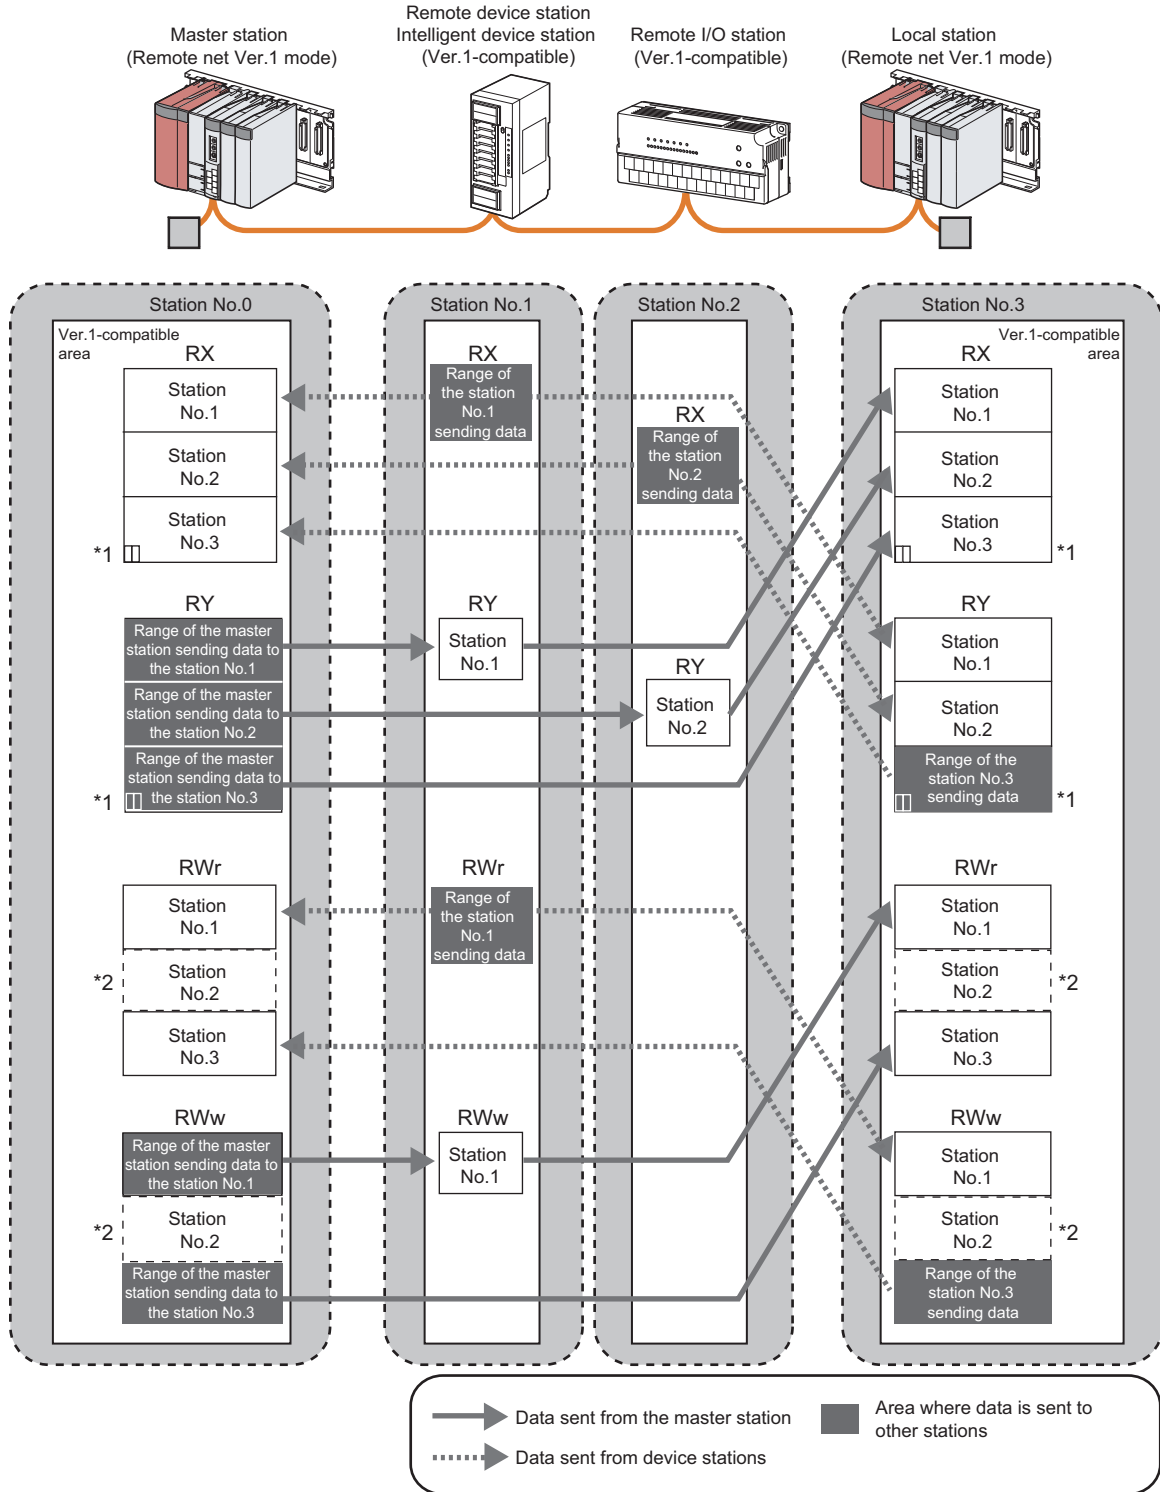 Remote device station
Intelligent device station
(Ver.1-compatible)
Master station
(Remote net Ver.1 mode)
Remote I/O station
(Ver.1-compatible)
Local station
(Remote net Ver.1 mode)
Station No.0
Ver.1-compatible
area
RX
Station
No.1
Station
No.2
Station
No.3
*1
RY
Range of the master
station sending data to
the station No.1
Range of the master
station sending data to
the station No.2
Range of the master
station sending data to
the station No.3
*1
RWr
Station
No.1
*2
Station
No.2
Station
No.3
RWw
Range of the master
station sending data to
the station No.1
*2
Station
No.2
Range of the master
station sending data to
the station No.3
Station No.1
RX
Range of
the station
No.1
sending data
RY
Station
No.1
RWr
Range of
the station
No.1
sending data
RWw
Station
No.1
Station No.2
RX
Range of
the station
No.2
sending data
RY
Station
No.2
Station No.3
Ver.1-compatible
area
RX
Station
No.1
Station
No.2
Station
No.3
*1
RY
Station
No.1
Station
No.2
Range of the
station No.3
sending data
*1
RWr
Station
No.1
Station
No.2
*2
Station
No.3
RWw
Station
No.1
Station
No.2
*2
Range of the
station No.3
sending data
Data sent from the master station
Data sent from device stations
Area where data is sent to
other stations